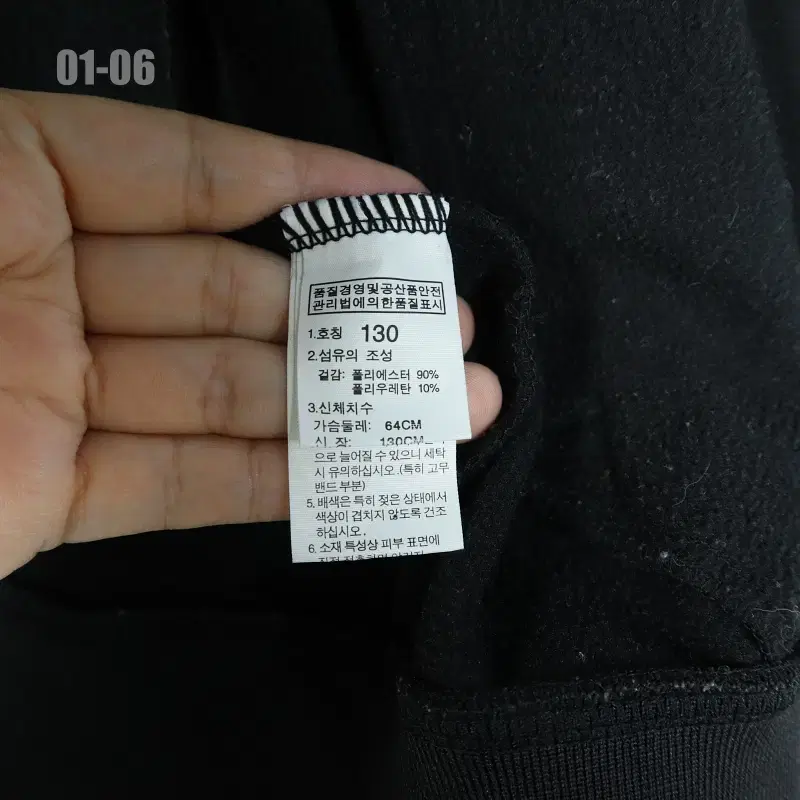 01-06
품질경영및공산품안전
관리법에의한품질표시
1.호칭 130
2.섬유의 조성
겉감: 폴리에스터 90%
폴리우레탄 10%
3.신체치수
가슴둘레: 64CM
신 장: 130CM
으로 늘어질 수 있으니 세탁
시 유의하십시오.(특히 고무
밴드 부분)
5. 배색은 특히 젖은 상태에서
색상이 겹치지 않도록 건조
하십시오.
6. 소재 특성상 피부 표면에